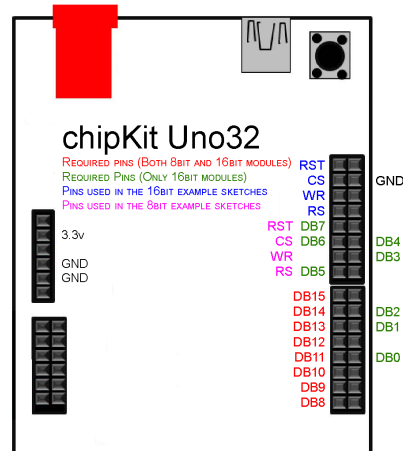 chipKit Uno32
Required pins (Both 8bit and 16bit modules)
Required Pins (Only 16bit modules)
Pins used in the 16bit example sketches
Pins used in the 8bit example sketches
RST
CS GND
WR
RS
RST DB7
CS DB6 DB4
WR DB3
RS DB5
3.3v
GND
GND
DB15
DB14 DB2
DB13 DB1
DB12
DB11 DB0
DB10
DB9
DB8